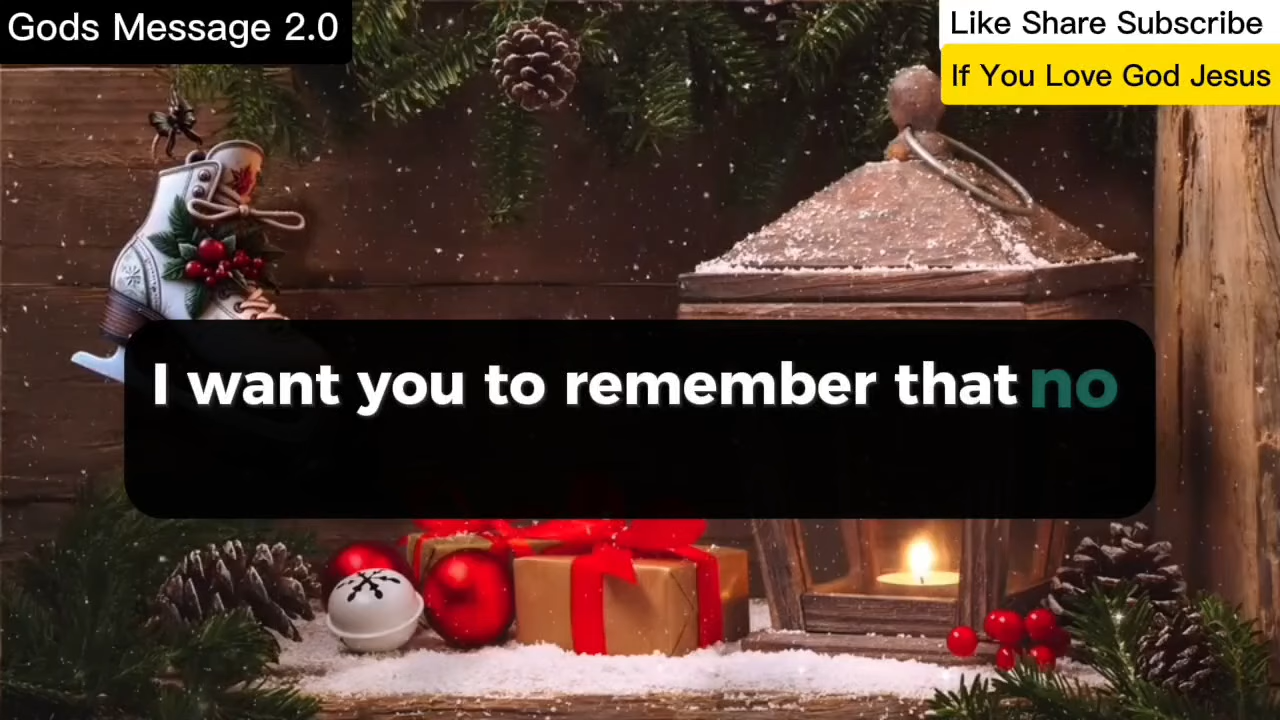 Gods Message 2.0
Like Share Subscribe
If You Love God Jesus
I want you to remember that no